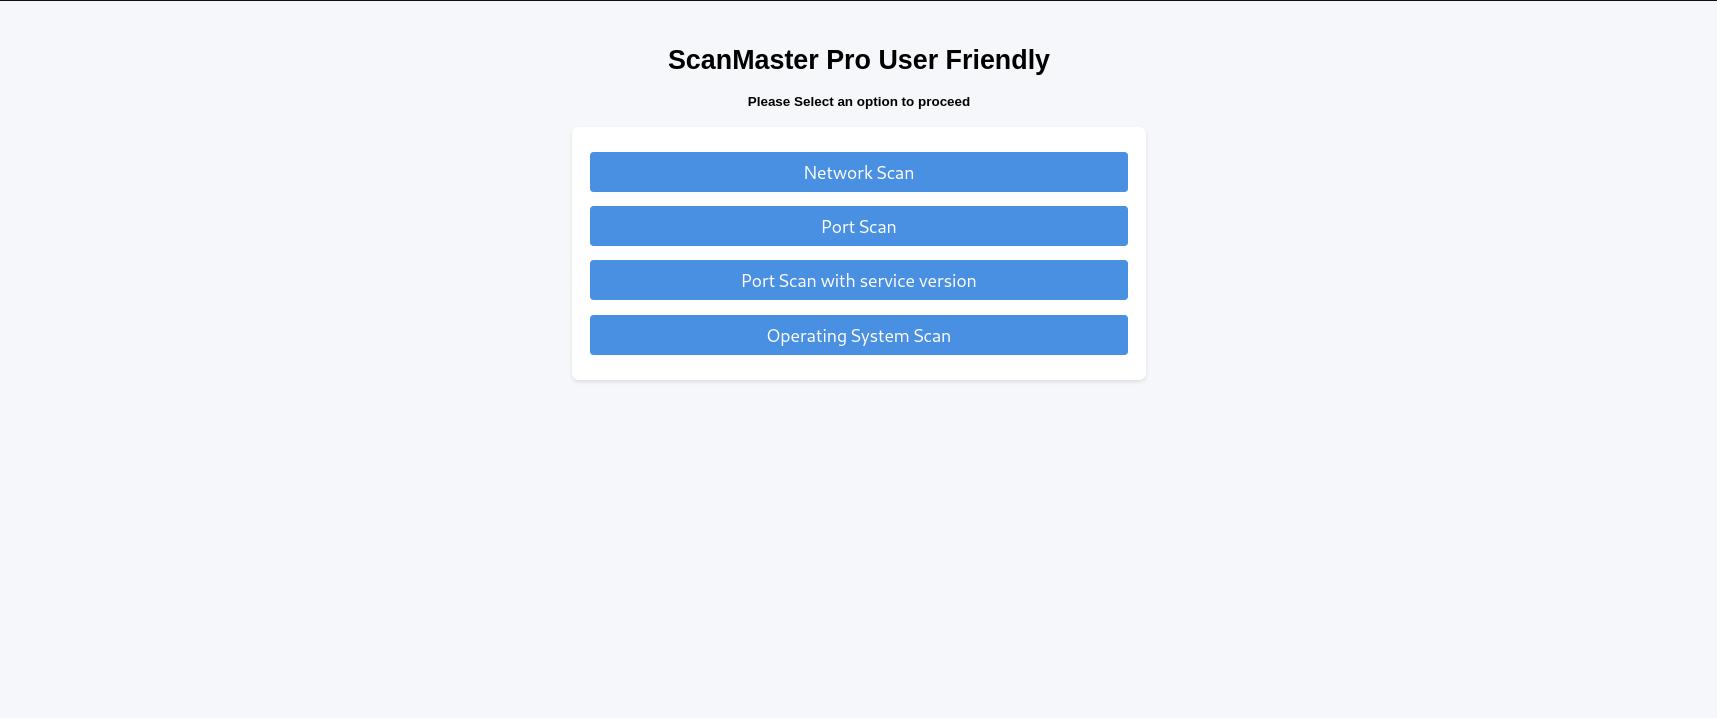 ScanMaster Pro User Friendly
Please Select an option to proceed
Network Scan
Port Scan
Port Scan with service version
Operating System Scan